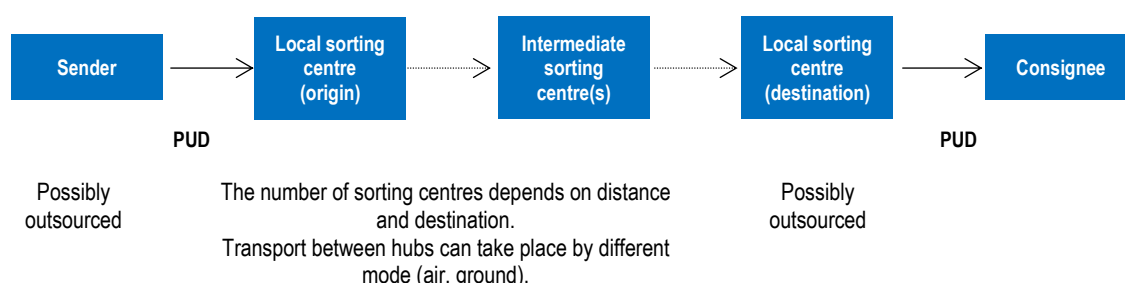 Sender
Local sorting
centre
(origin)
Intermediate
sorting
centre(s)
Local sorting
centre
(destination)
Consignee
PUD
PUD
Possibly
outsourced
The number of sorting centres depends on distance
and destination.
Transport between hubs can take place by different
mode (air, ground).
Possibly
outsourced